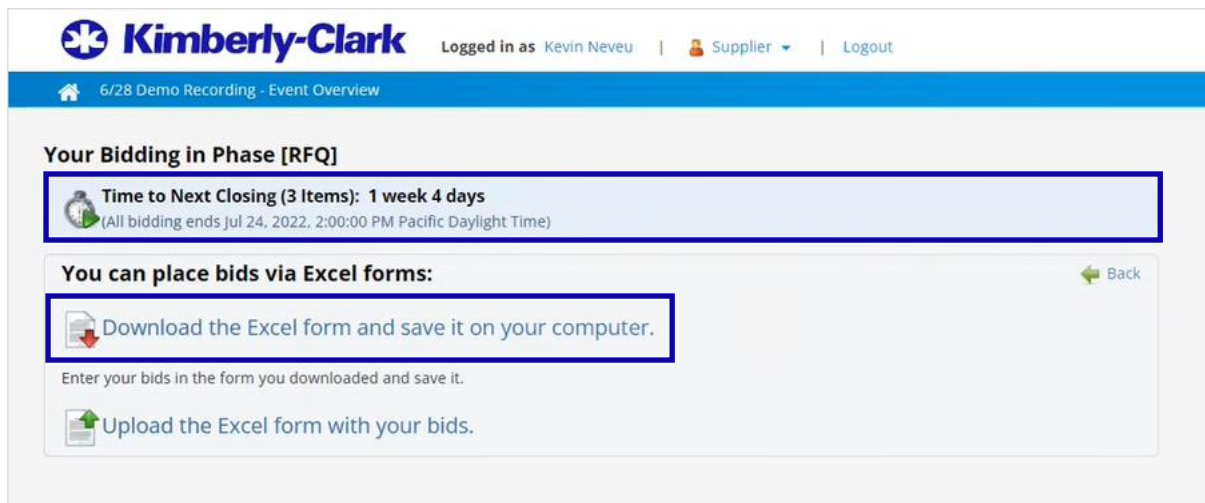 Kimberly-Clark Logged in as Kevin Neveu | Supplier | Logout
6/28 Demo Recording - Event Overview
Your Bidding in Phase [RFQ]
Time to Next Closing (3 Items): 1 week 4 days
(All bidding ends Jul 24, 2022, 2:00:00 PM Pacific Daylight Time)
You can place bids via Excel forms:
Back
Download the Excel form and save it on your computer.
Enter your bids in the form you downloaded and save it.
Upload the Excel form with your bids.